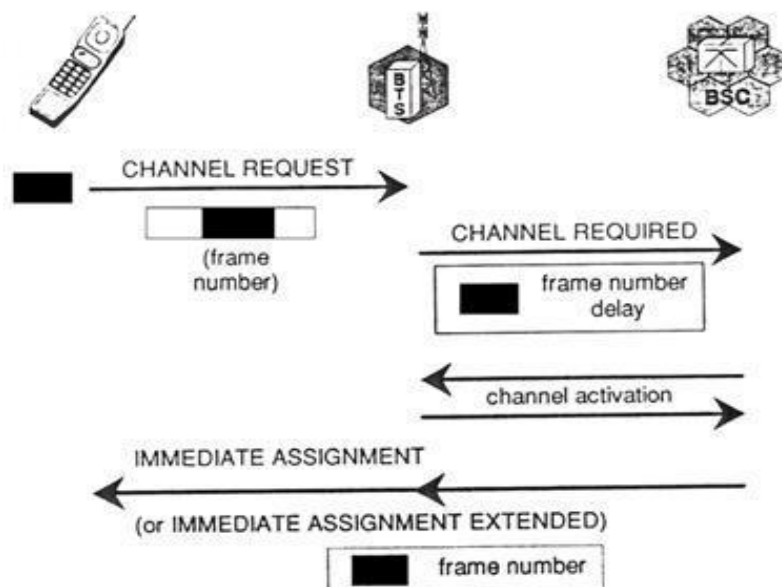 BTS
BSC
CHANNEL REQUEST
(frame
number)
CHANNEL REQUIRED
frame number
delay
channel activation
IMMEDIATE ASSIGNMENT
(or IMMEDIATE ASSIGNMENT EXTENDED)
frame number